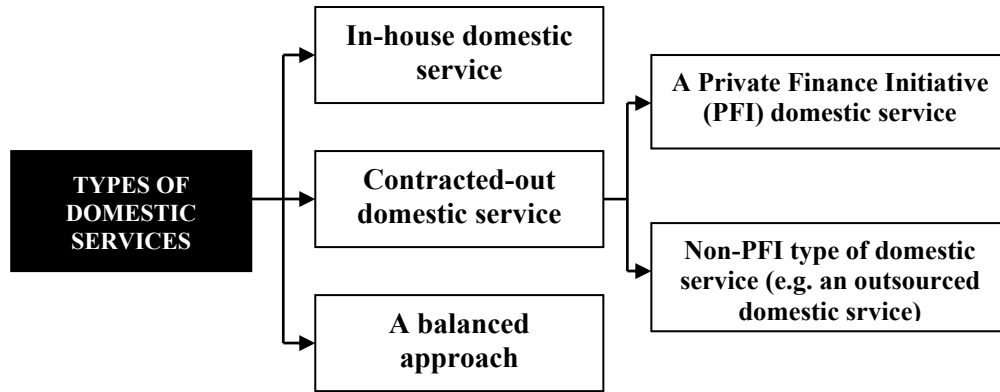 TYPES OF
DOMESTIC
SERVICES
In-house domestic
service
Contracted-out
domestic service
A balanced
approach
A Private Finance Initiative
(PFI) domestic service
Non-PFI type of domestic
service (e.g. an outsourced
domestic srvice)